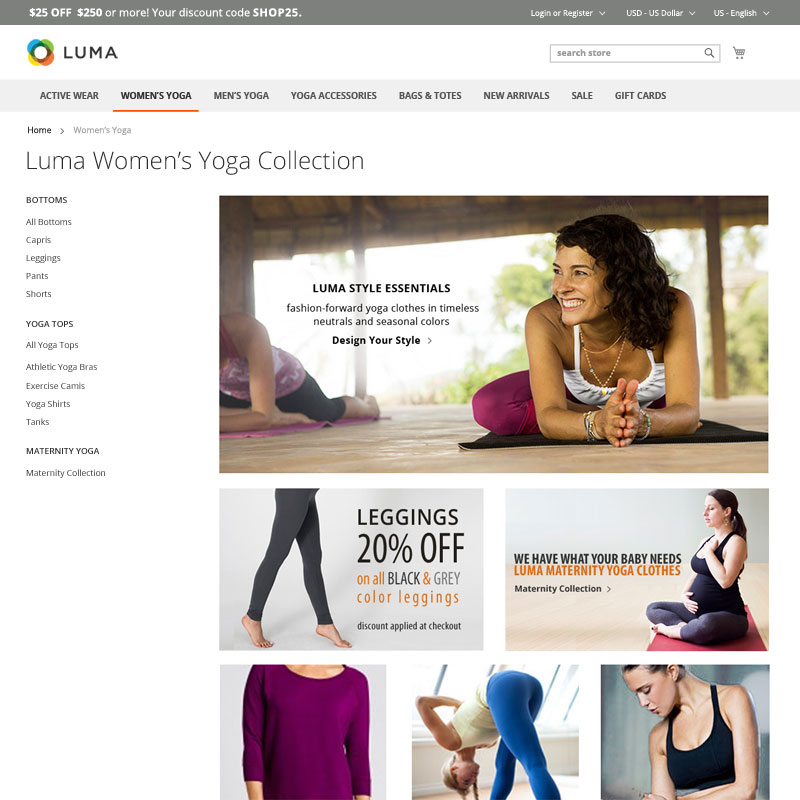 $25 OFF $250 or more! Your discount code SHOP25.
Login or Register
USD - US Dollar
US - English
LUMA
search store
ACTIVE WEAR
WOMEN'S YOGA
MEN'S YOGA
YOGA ACCESSORIES
BAGS & TOTES
NEW ARRIVALS
SALE
GIFT CARDS
Home
Women's Yoga
Luma Women's Yoga Collection
BOTTOMS
All Bottoms
Capris
Leggings
Pants
Shorts
YOGA TOPS
All Yoga Tops
Athletic Yoga Bras
Exercise Camis
Yoga Shirts
Tanks
MATERNITY YOGA
Maternity Collection
LUMA STYLE ESSENTIALS
fashion-forward yoga clothes in timeless
neutrals and seasonal colors
Design Your Style
LEGGINGS
20% OFF
on all BLACK & GREY
color leggings
discount applied at checkout
WE HAVE WHAT YOUR BABY NEEDS
LUMA MATERNITY YOGA CLOTHES
Maternity Collection